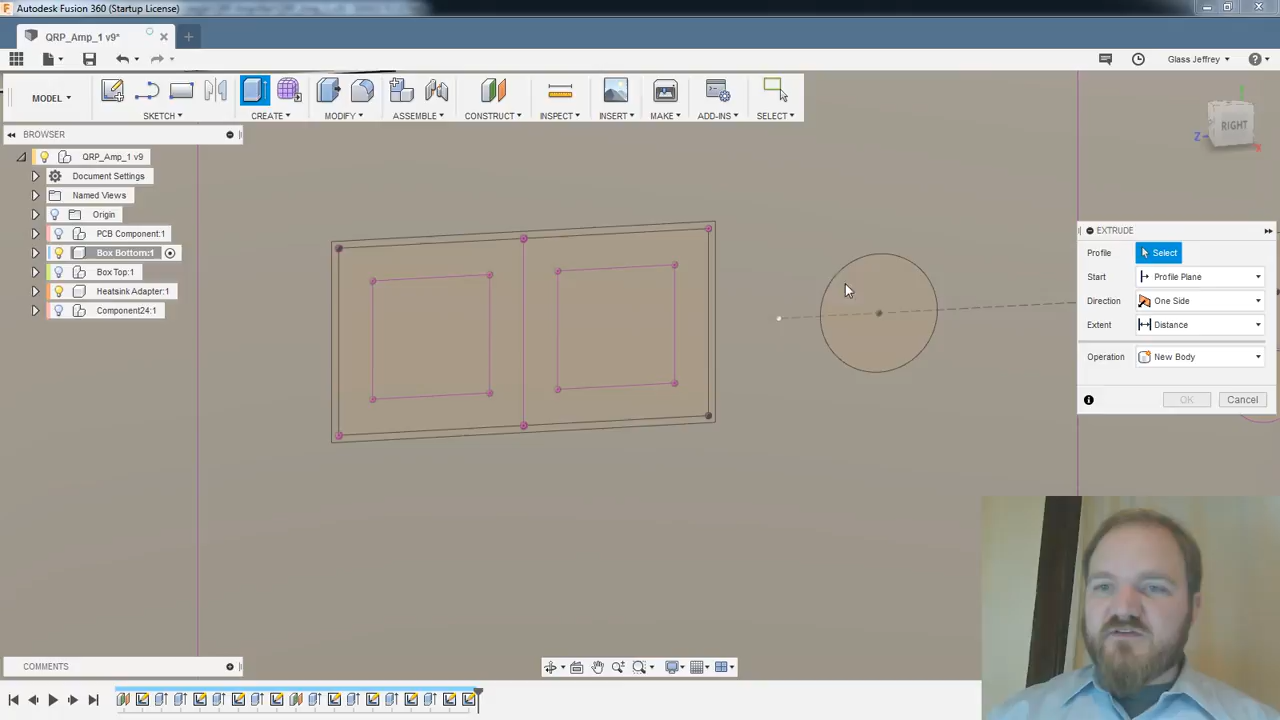 Autodesk Fusion 360 (Startup License)
QRP_Amp_1 v9*
Glass Jeffrey
MODEL
SKETCH
CREATE
MODIFY
ASSEMBLE
CONSTRUCT
INSPECT
INSERT
MAKE
ADD-INS
SELECT
BROWSER
QRP_Amp_1 v9
Document Settings
Named Views
Origin
PCB Component:1
Box Bottom:1
Box Top:1
Heatsink Adapter:1
Component24:1
RIGHT
Z
X
EXTRUDE
Profile Select
Start Profile Plane
Direction One Side
Extent Distance
Operation New Body
OK Cancel
COMMENTS